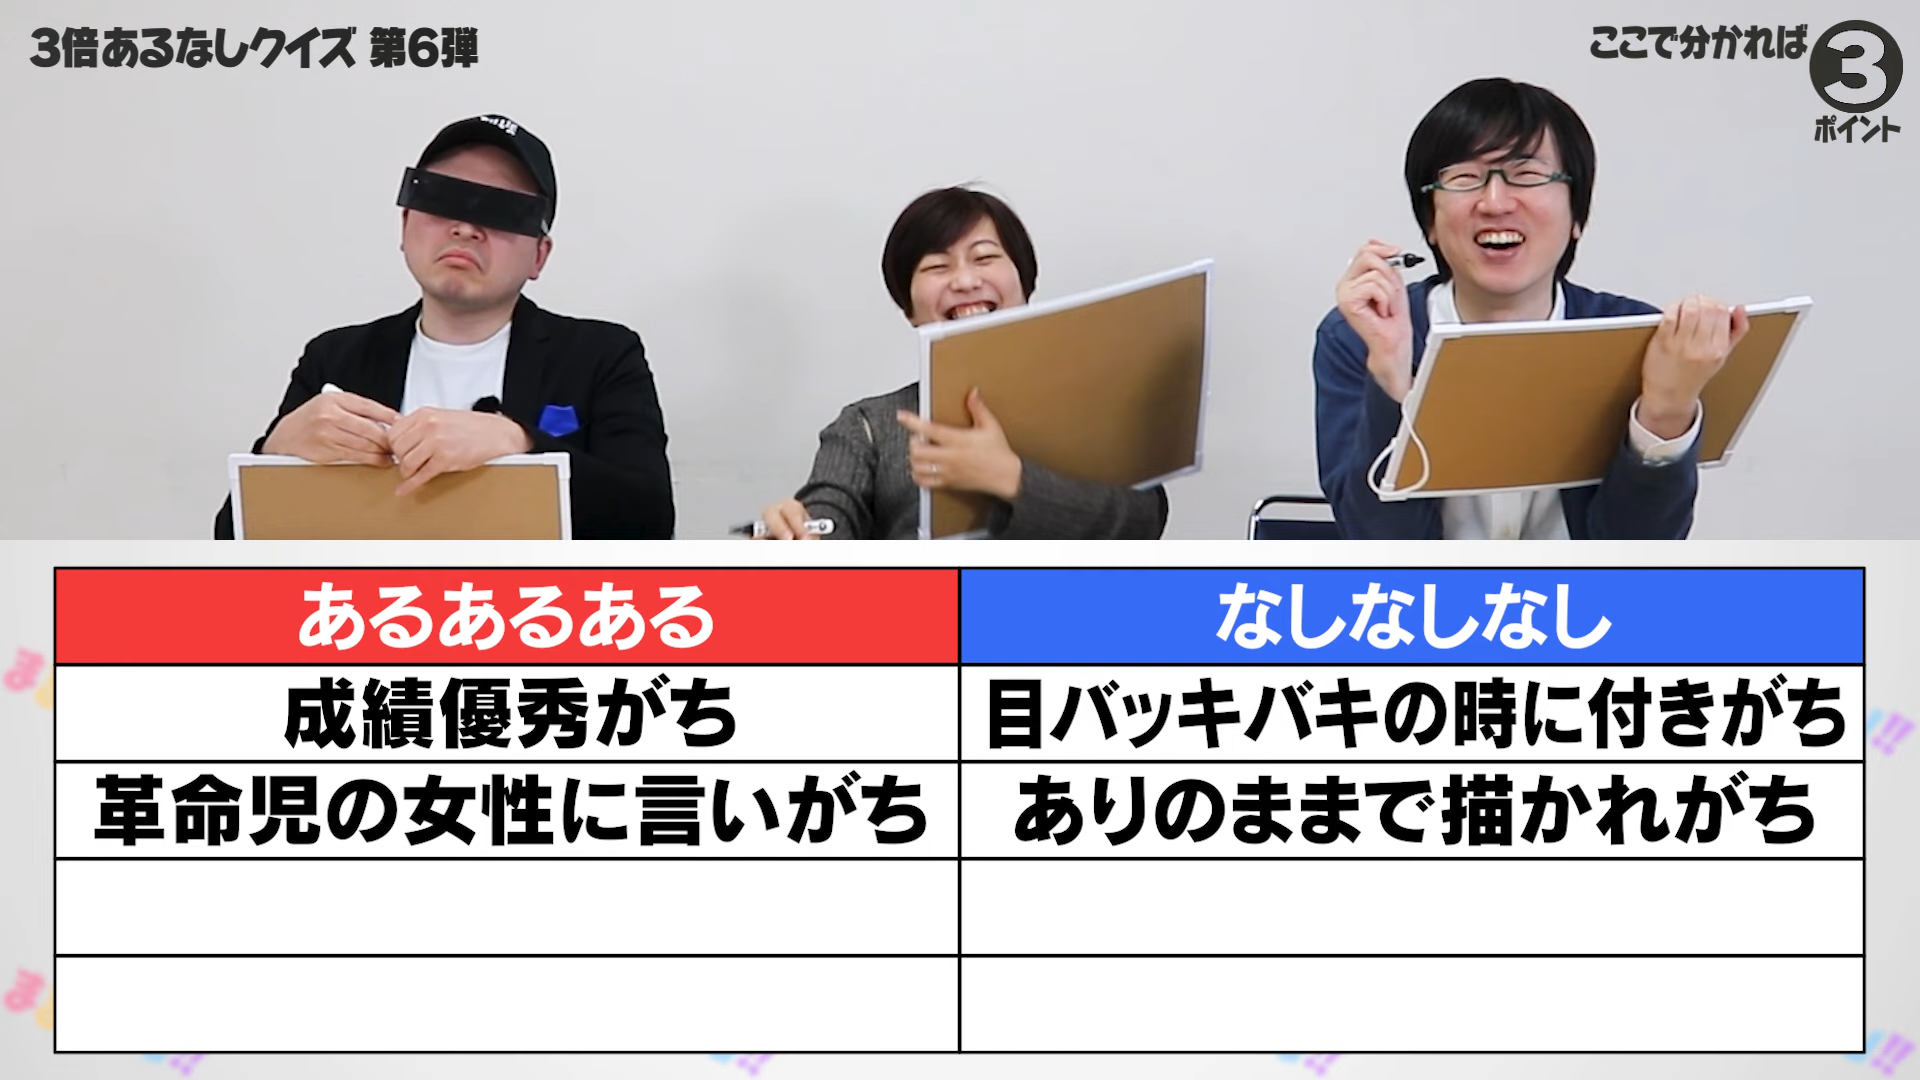 3倍あるなしクイズ 第6弾
ここで分かれば
3
ポイント
あるあるある
なしなしなし
成績優秀がち
目バッキバキの時に付きがち
革命児の女性に言いがち
ありのままで描かれがち